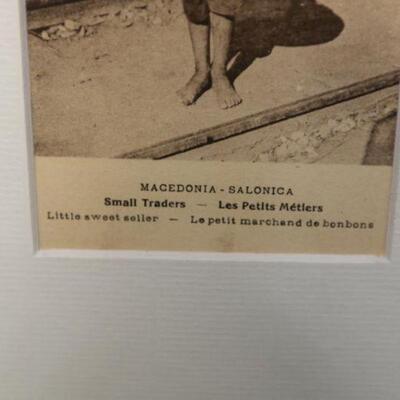 MACEDONIA - SALONICA
Small Traders — Les Petits Métiers
Little sweet seller — Le petit marchand de bonbons